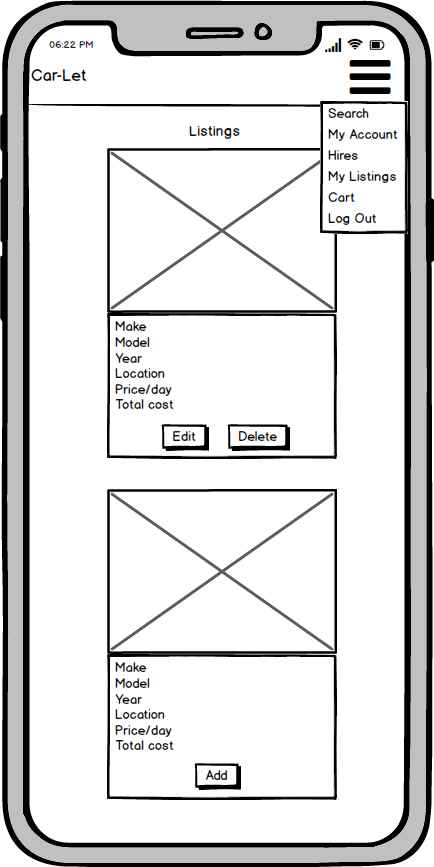 06:22 PM
Car-Let
Search
My Account
Hires
My Listings
Cart
Log Out
Listings
Make
Model
Year
Location
Price/day
Total cost
Edit Delete
Make
Model
Year
Location
Price/day
Total cost
Add